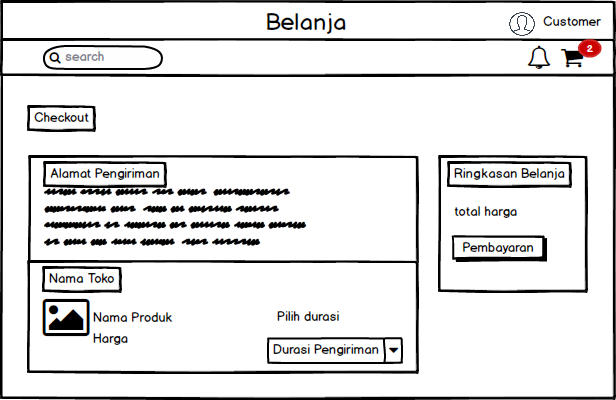 Belanja
Customer
search
2
Checkout
Alamat Pengiriman
Ringkasan Belanja
total harga
Pembayaran
Nama Toko
Nama Produk
Harga
Pilih durasi
Durasi Pengiriman